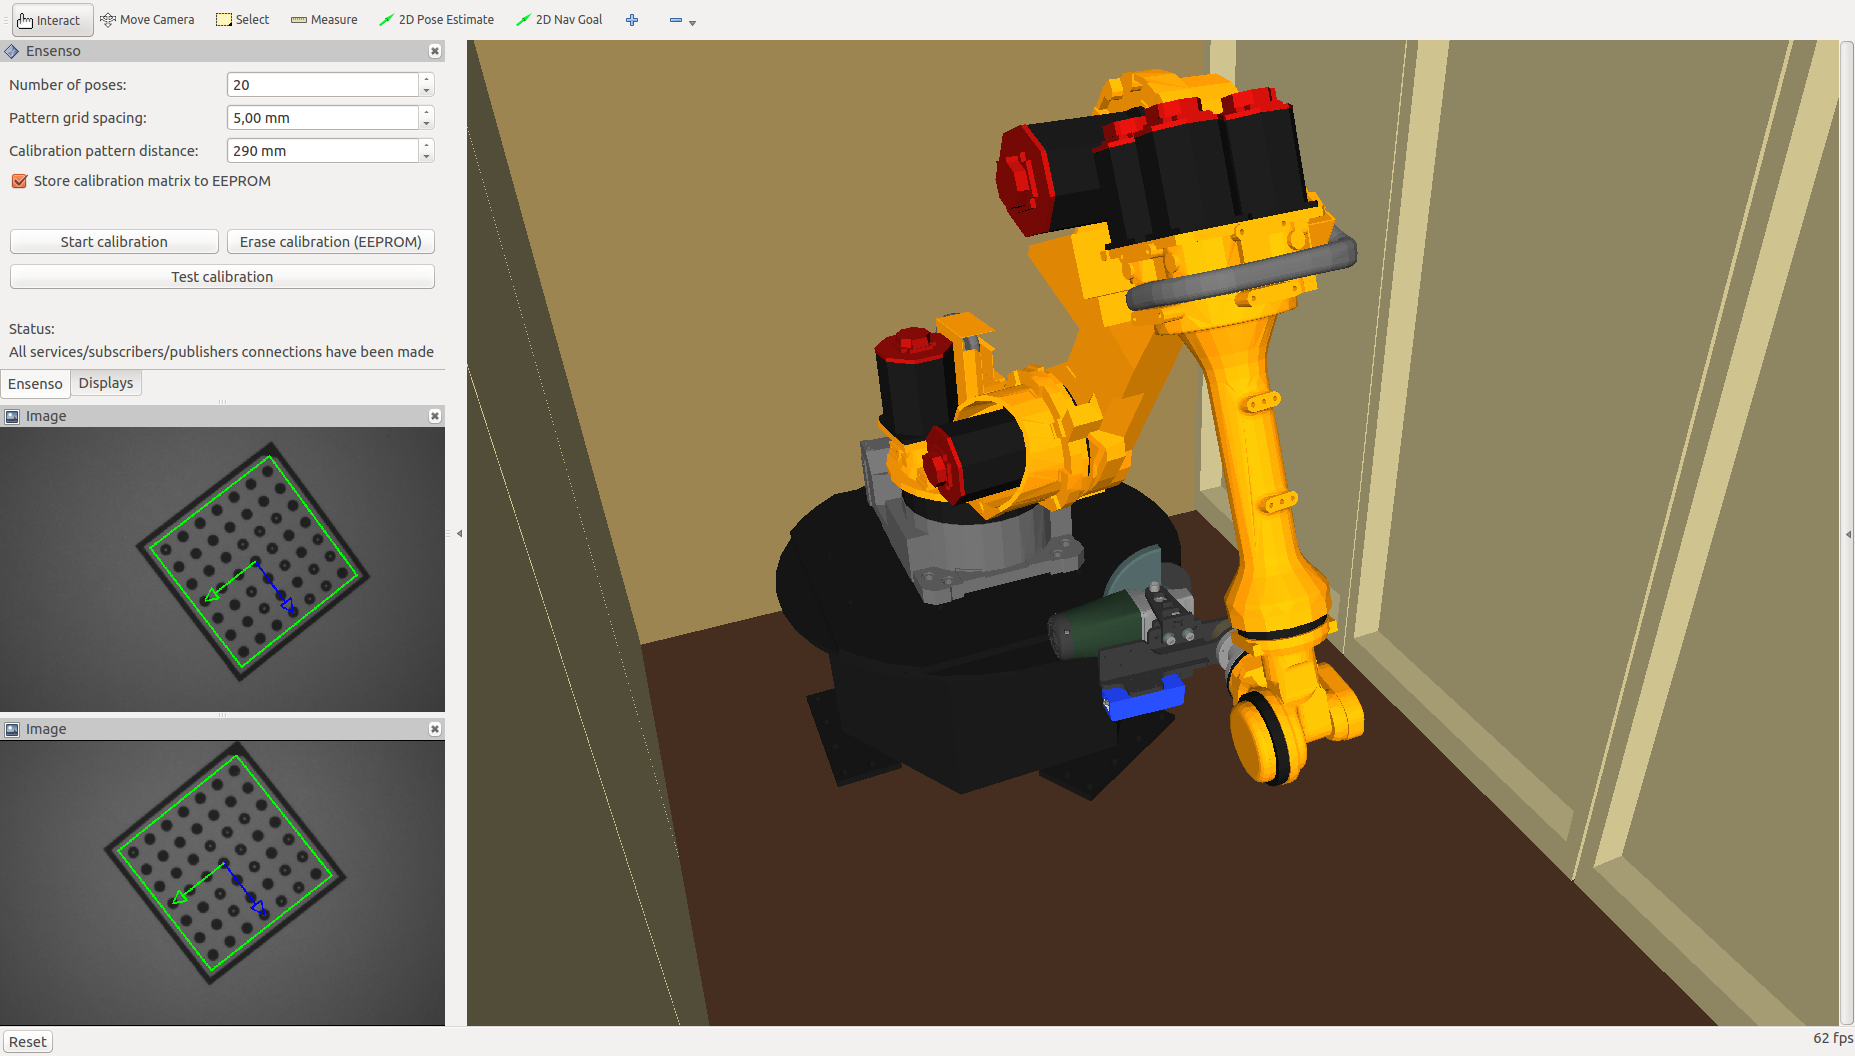 Interact Move Camera Select Measure 2D Pose Estimate 2D Nav Goal
Ensenso
Number of poses: 20
Pattern grid spacing: 5,00 mm
Calibration pattern distance: 290 mm
Store calibration matrix to EEPROM
Start calibration Erase calibration (EEPROM)
Test calibration
Status:
All services/subscribers/publishers connections have been made
Ensenso Displays
Image
Image
Reset 62 fps